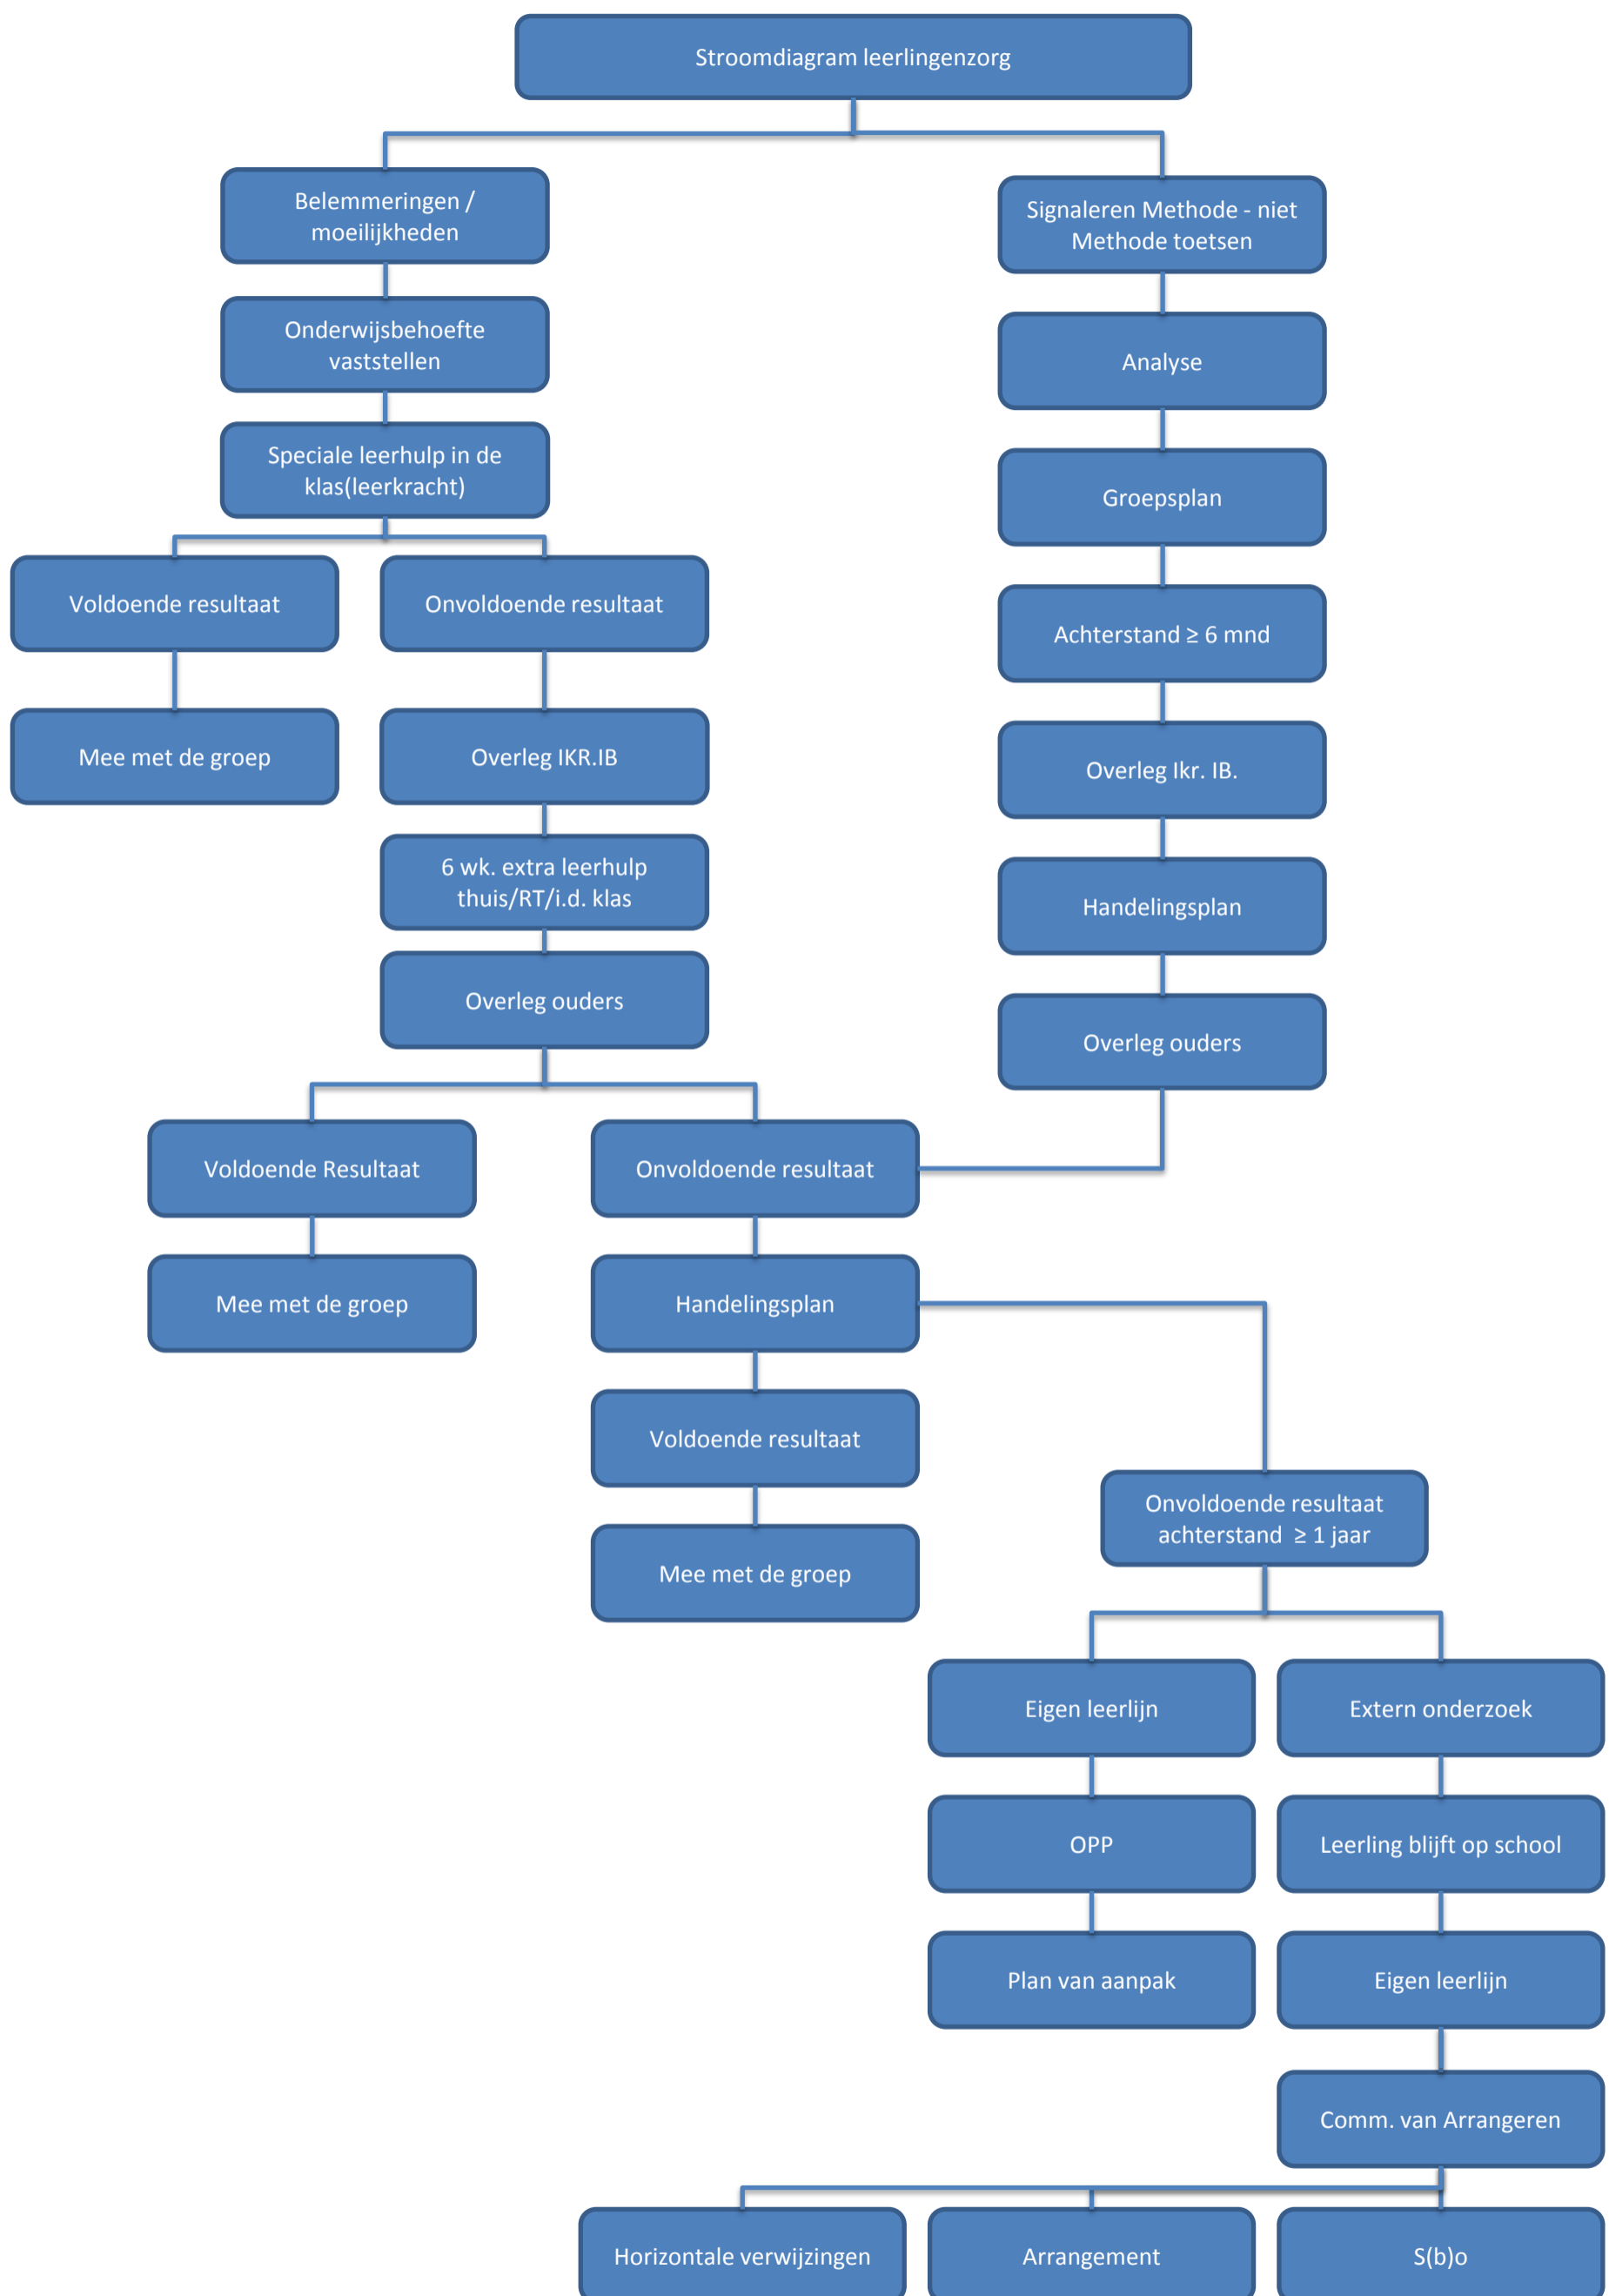 Stroomdiagram leerlingenzorg
Belemmeringen /
moeilijkheden
Signaleren Methode - niet
Methode toetsen
Onderwijsbehoefte
vaststellen
Analyse
Speciale leerhulp in de
klas(leerkracht)
Groepsplan
Voldoende resultaat
Onvoldoende resultaat
Achterstand ≥ 6 mnd
Mee met de groep
Overleg IKR.IB
Overleg Ikr. IB.
6 wk. extra leerhulp
thuis/RT/i.d. klas
Handelingsplan
Overleg ouders
Overleg ouders
Voldoende Resultaat
Onvoldoende resultaat
Mee met de groep
Handelingsplan
Voldoende resultaat
Onvoldoende resultaat
achterstand ≥ 1 jaar
Mee met de groep
Eigen leerlijn
Extern onderzoek
OPP
Leerling blijft op school
Plan van aanpak
Eigen leerlijn
Comm. van Arrangeren
Horizontale verwijzingen
Arrangement
S(b)o